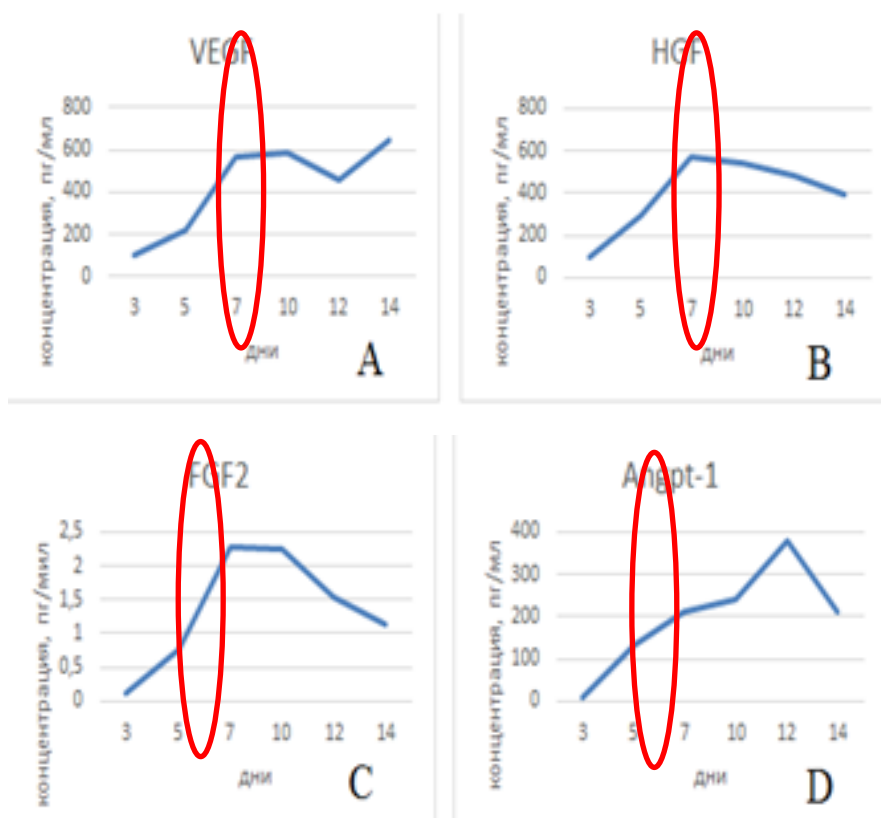 VEGF
концентрация, пг/мл
800
600
400
200
0
3 5 7 10 12 14
дни
A
HGF
концентрация, пг/мл
800
600
400
200
0
3 5 7 10 12 14
дни
B
FGF2
концентрация, пг/мил
2,5
2
1,5
1
0,5
0
3 5 7 10 12 14
дни
C
Angpt-1
концентрация, пг/мл
400
300
200
100
0
3 5 7 10 12 14
дни
D